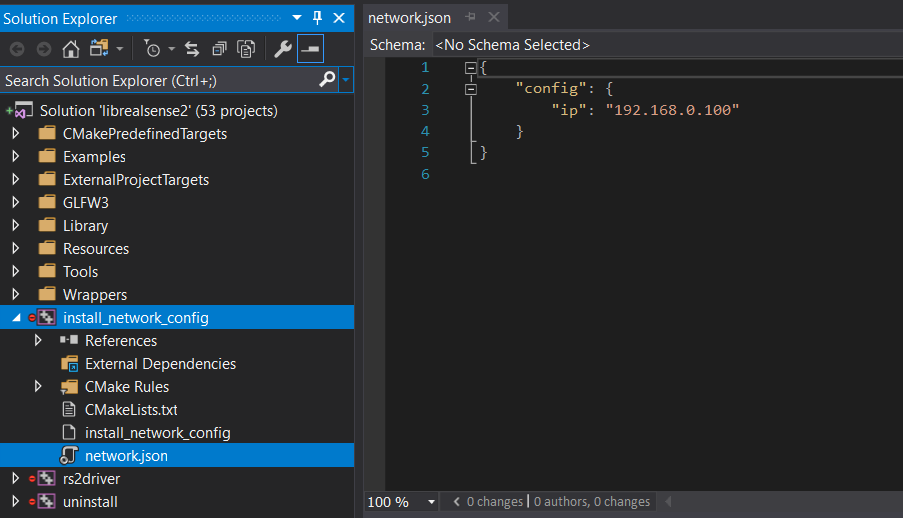 Solution Explorer
Search Solution Explorer (Ctrl+;)
Solution 'librealsense2' (53 projects)
CMakePredefinedTargets
Examples
ExternalProjectTargets
GLFW3
Library
Resources
Tools
Wrappers
install_network_config
References
External Dependencies
CMake Rules
CMakeLists.txt
install_network_config
network.json
rs2driver
uninstall
network.json
Schema: <No Schema Selected>
1 {
2 "config": {
3 "ip": "192.168.0.100"
4 }
5 }
6
100 % < 0 changes | 0 authors, 0 changes